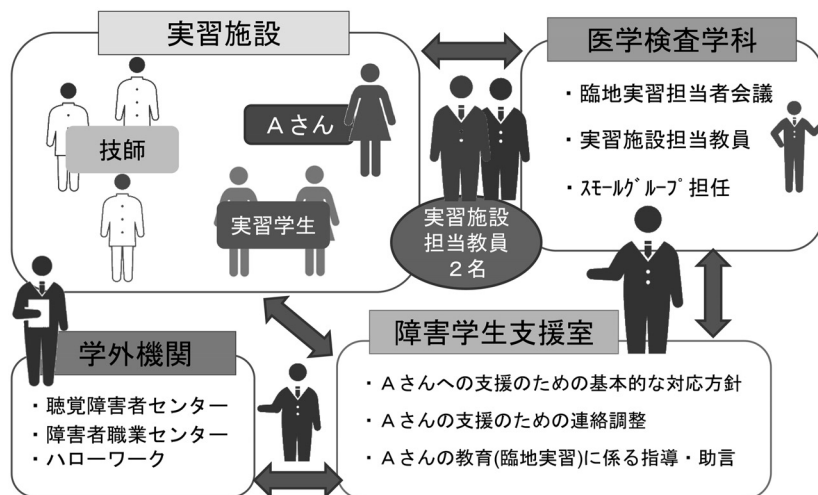 実習施設
技師
Aさん
実習学生
実習施設
担当教員
2名
医学検査学科
・臨地実習担当者会議
・実習施設担当教員
・ｽﾓｰﾙｸﾞﾙｰﾌﾟ担任
学外機関
・聴覚障害者センター
・障害者職業センター
・ハローワーク
障害学生支援室
・Aさんへの支援のための基本的な対応方針
・Aさんの支援のための連絡調整
・Aさんの教育(臨地実習)に係る指導・助言